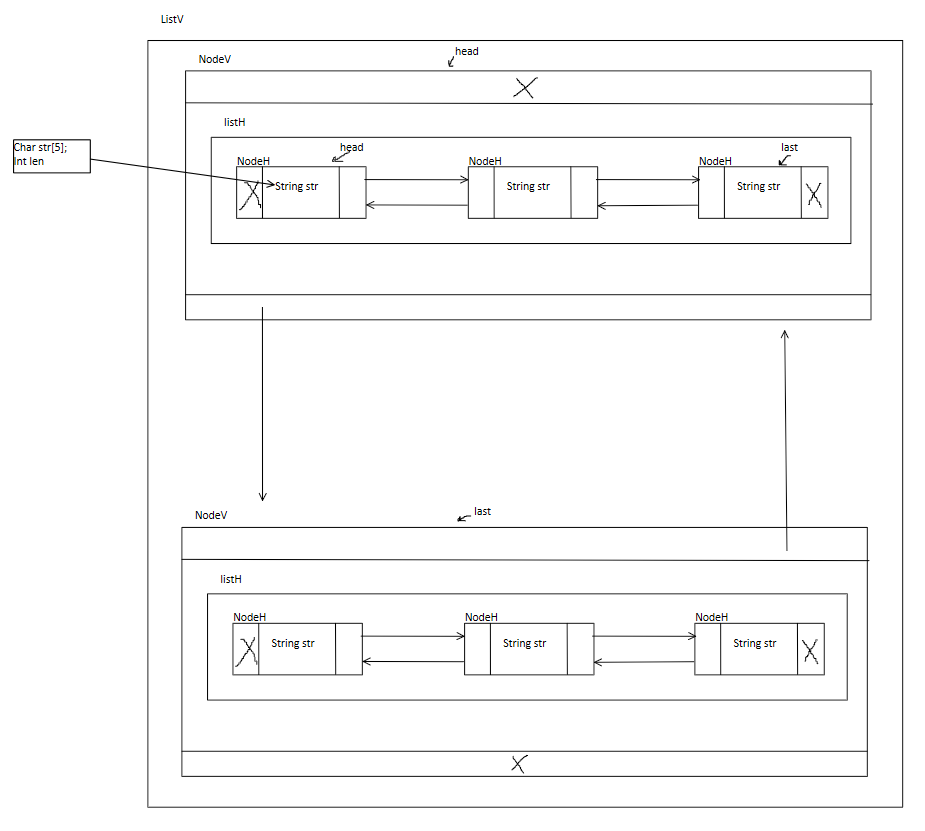 ListV
head
NodeV
listH
Char str[5];
Int len
NodeH
head
NodeH
NodeH
last
String str
String str
String str
NodeV
last
listH
NodeH
NodeH
NodeH
String str
String str
String str